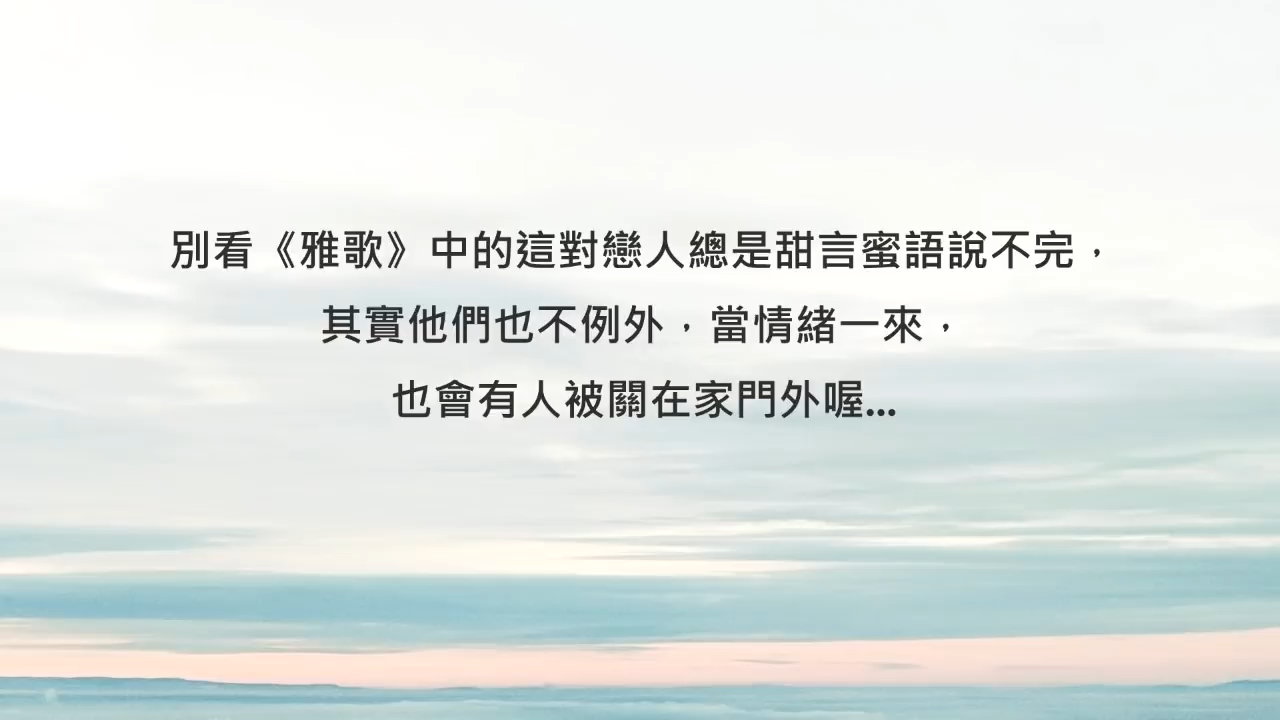 別看《雅歌》中的這對戀人總是甜言蜜語說不完，
其實他們也不例外，當情緒一來，
也會有人被關在家門外喔...